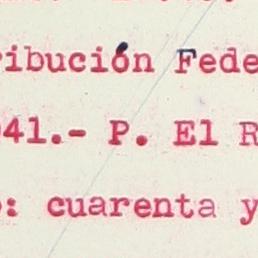 ribución Fede
941.- P. El R
o: cuarenta y